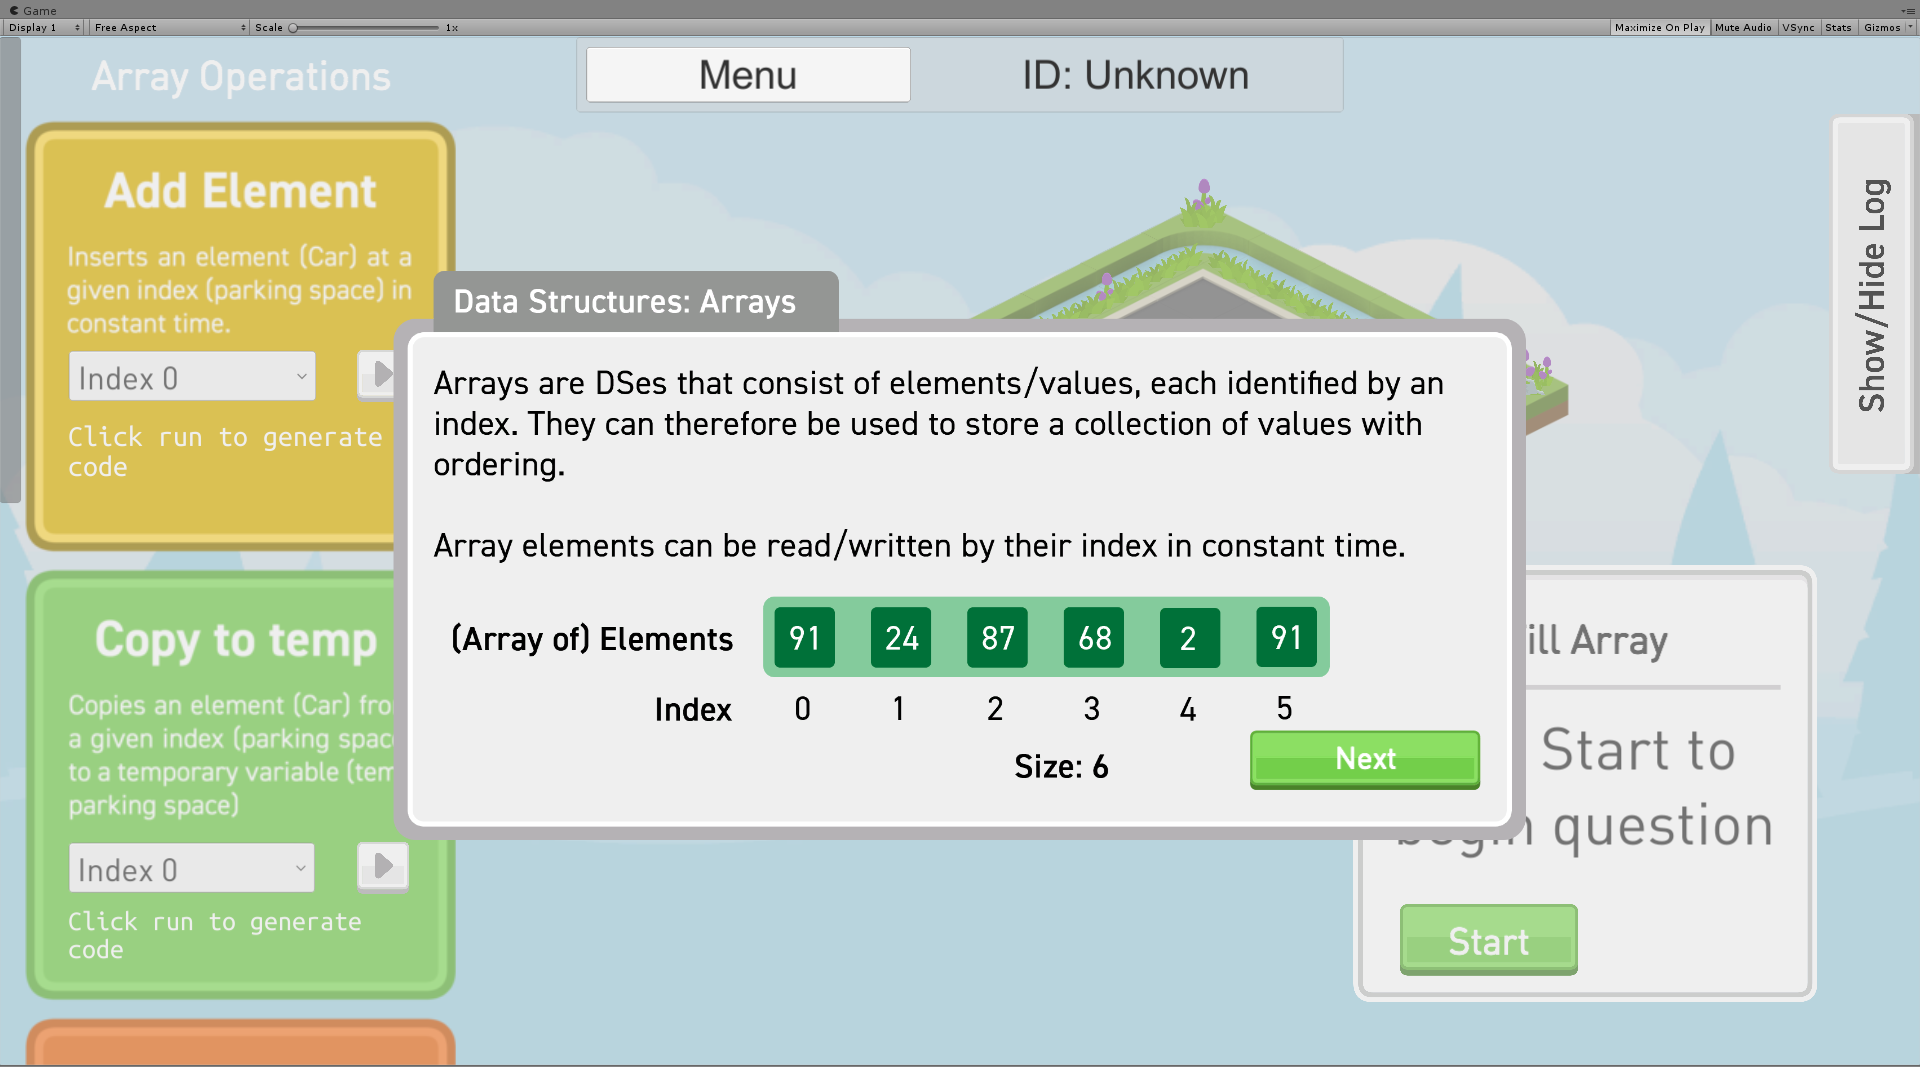 Game
Display 1
Free Aspect
Scale
1x
Maximize On Play
Mute Audio
VSync
Stats
Gizmos
Array Operations
Menu
ID: Unknown
Add Element
Inserts an element (Car) at a
given index (parking space) in
constant time.
Index 0
Click run to generate
code
Show/Hide Log
Data Structures: Arrays
Arrays are DSes that consist of elements/values, each identified by an
index. They can therefore be used to store a collection of values with
ordering.
Array elements can be read/written by their index in constant time.
(Array of) Elements 91 24 87 68 2 91
Index 0 1 2 3 4 5
Size: 6
Next
Copy to temp
Copies an element (Car) fro
a given index (parking spac
to a temporary variable (tem
parking space)
Index 0
Click run to generate
code
ill Array
Start to
begin question
Start